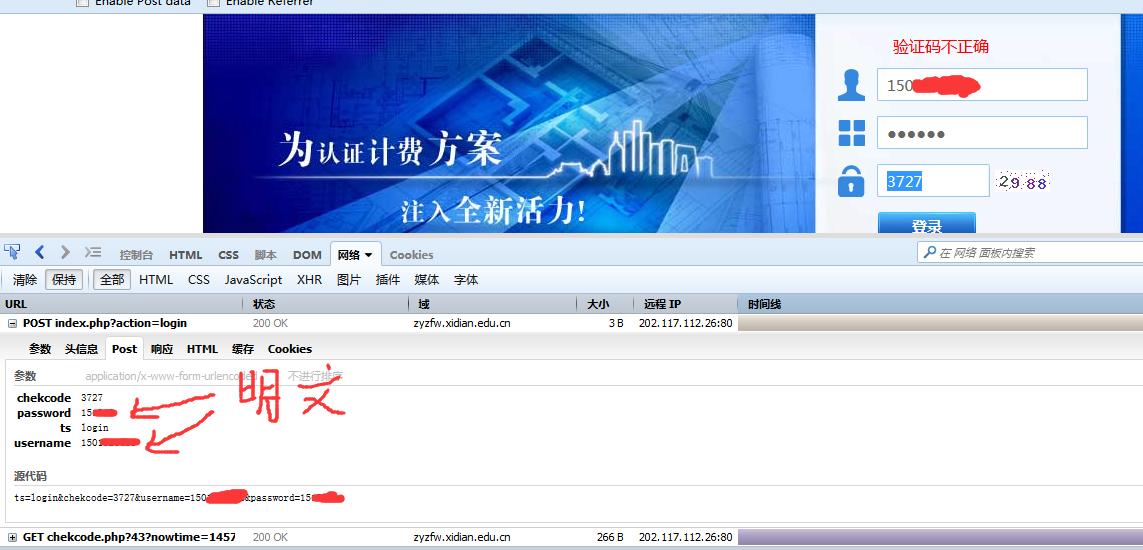 Enable Post data Enable Referrer
验证码不正确
150
为认证计费方案
●●●●●●
3727 2988
注入全新活力!
登录
控制台 HTML CSS 脚本 DOM 网络 Cookies 在 网络 面板内搜索
清除 保持 全部 HTML CSS JavaScript XHR 图片 插件 媒体 字体
URL 状态 域 大小 远程 IP 时间线
POST index.php?action=login 200 OK zyzfw.xidian.edu.cn 3 B 202.117.112.26:80
参数 头信息 Post 响应 HTML 缓存 Cookies
参数 application/x-www-form-urlencoded 不进行排序
明文
chekcode 3727
password 15
ts login
username 1501
源代码
ts=login&chekcode=3727&username=150 &password=15
GET chekcode.php?43?nowtime=1457 200 OK zyzfw.xidian.edu.cn 266 B 202.117.112.26:80